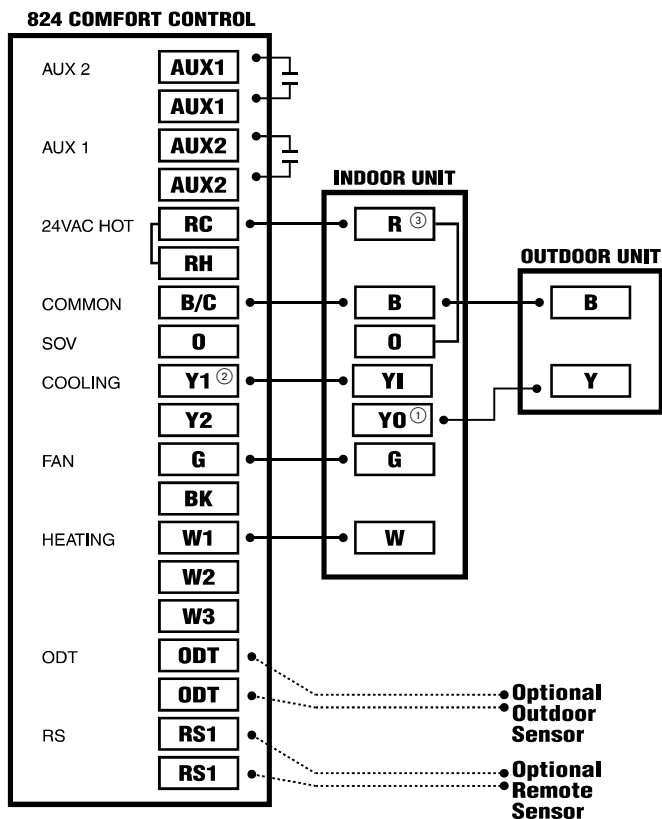 824 COMFORT CONTROL
AUX 2 AUX1
AUX1
AUX 1 AUX2
AUX2
INDOOR UNIT
24VAC HOT RC R ③
RH
OUTDOOR UNIT
COMMON B/C B B
SOV O O
COOLING Y1 ② YI Y
Y2 YO ①
FAN G G
BK
HEATING W1 W
W2
W3
ODT ODT
ODT
Optional
Outdoor
Sensor
RS RS1
RS1
Optional
Remote
Sensor